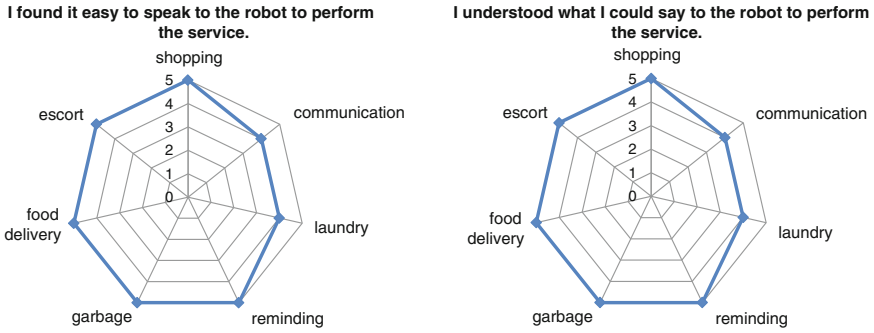 I found it easy to speak to the robot to perform
the service.
shopping
5
4
3
2
1
0
communication
laundry
reminding
garbage
food
delivery
escort
I understood what I could say to the robot to perform
the service.
shopping
5
4
3
2
1
0
communication
laundry
reminding
garbage
food
delivery
escort